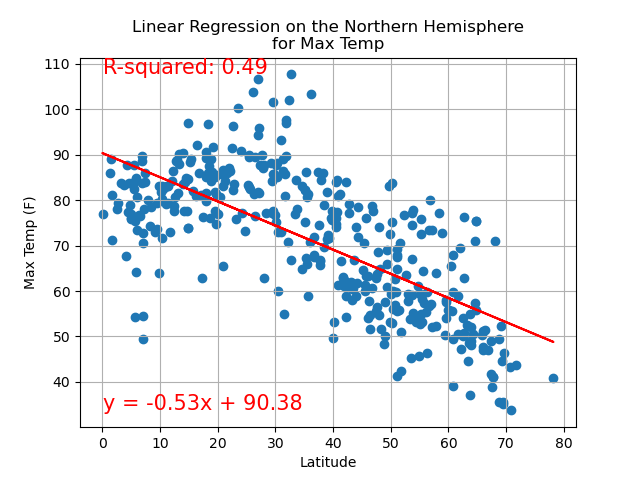 Linear Regression on the Northern Hemisphere
for Max Temp
R-squared: 0.49
y = -0.53x + 90.38
Max Temp (F)
110
100
90
80
70
60
50
40
0 10 20 30 40 50 60 70 80
Latitude